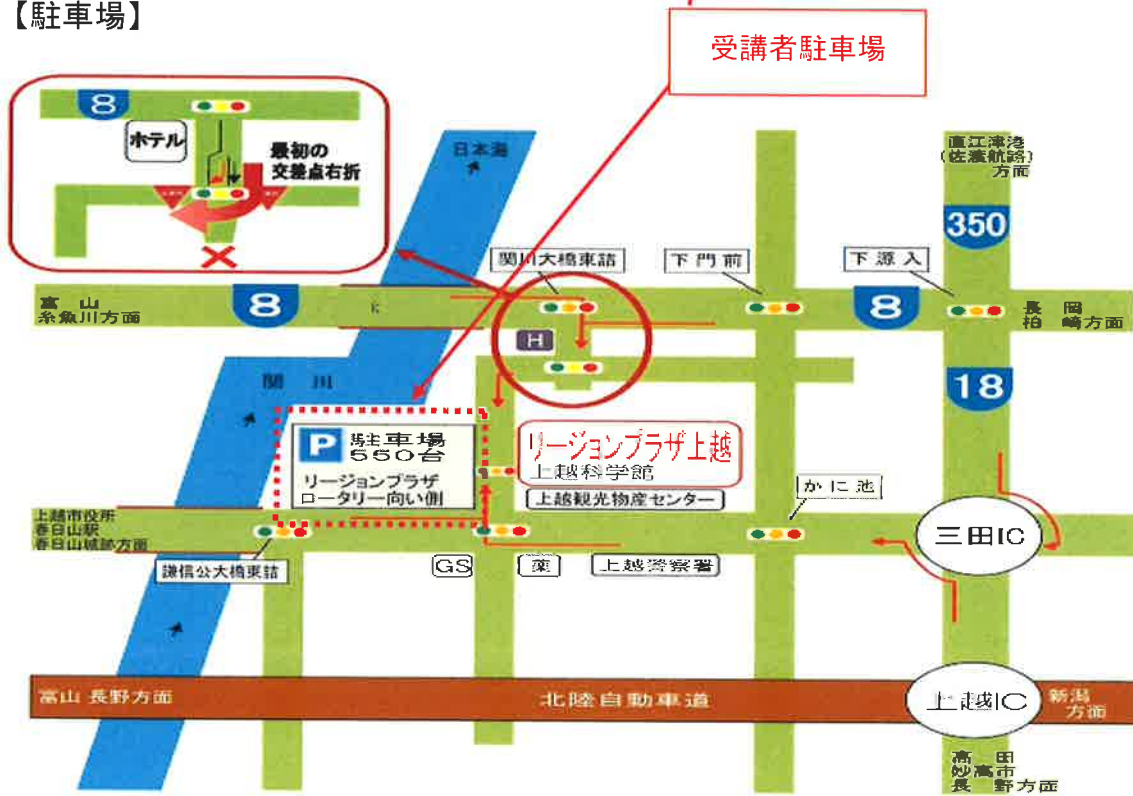 【駐車場】
受講者駐車場
8
ホテル
最初の
交差点右折
日本海
直江津港
(佐渡航路)
方面
350
関川大橋東詰
下門前
下源入
富山
糸魚川方面
8
8
長岡
柏崎方面
H
18
関川
P 駐車場
550台
リージョンプラザ
ロータリー向い側
リージョンプラザ上越
上越科学館
上越観光物産センター
かに池
上越市役所
春日山駅
春日山城跡方面
三田IC
謙信公大橋東詰
GS
薬
上越警察署
富山 長野方面
北陸自動車道
上越IC
新潟
方面
高田
妙高市
長野方面